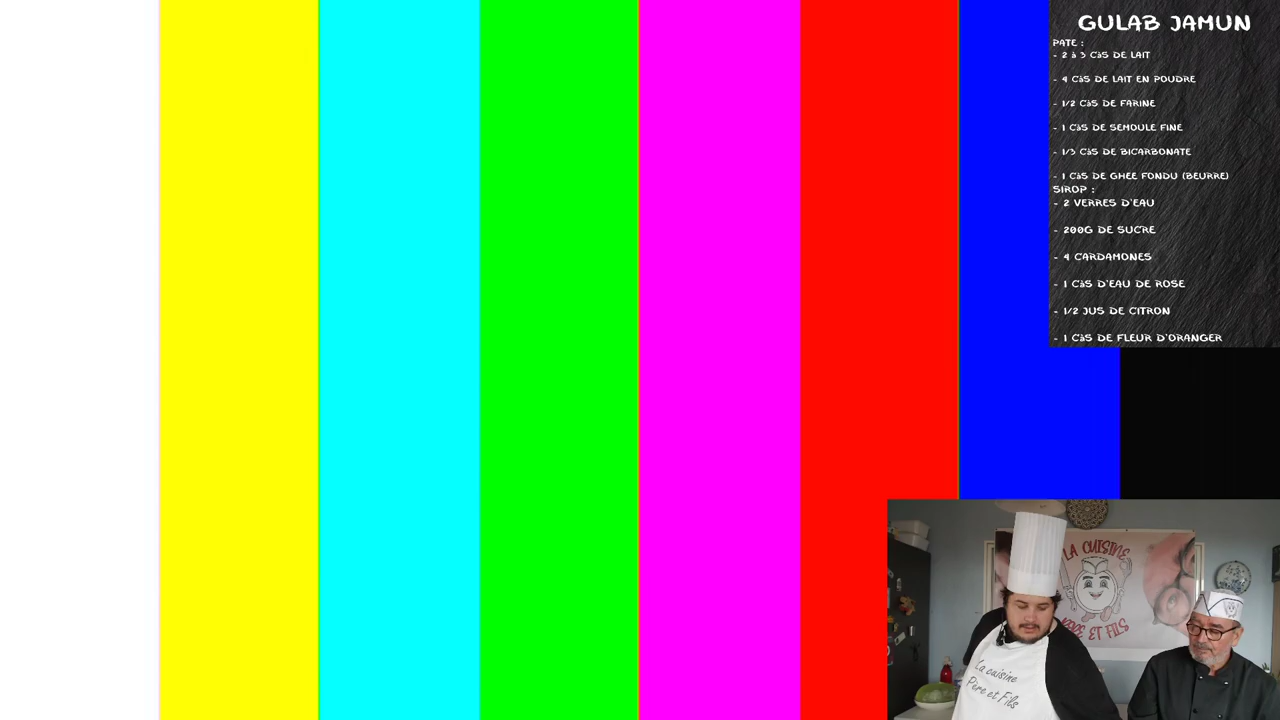 GULAB JAMUN
PATE :
- 2 à 3 CàS DE LAIT
- 4 CàS DE LAIT EN POUDRE
- 1/2 CàS DE FARINE
- 1 CàS DE SEMOULE FINE
- 1/3 CàS DE BICARBONATE
- 1 CàS DE GHEE FONDU (BEURRE)
SIROP :
- 2 VERRES D'EAU
- 200G DE SUCRE
- 4 CARDAMONES
- 1 CàS D'EAU DE ROSE
- 1/2 JUS DE CITRON
- 1 CàS DE FLEUR D'ORANGER
LA CUISINE
PÈRE ET FILS
La cuisine
Père et Fils